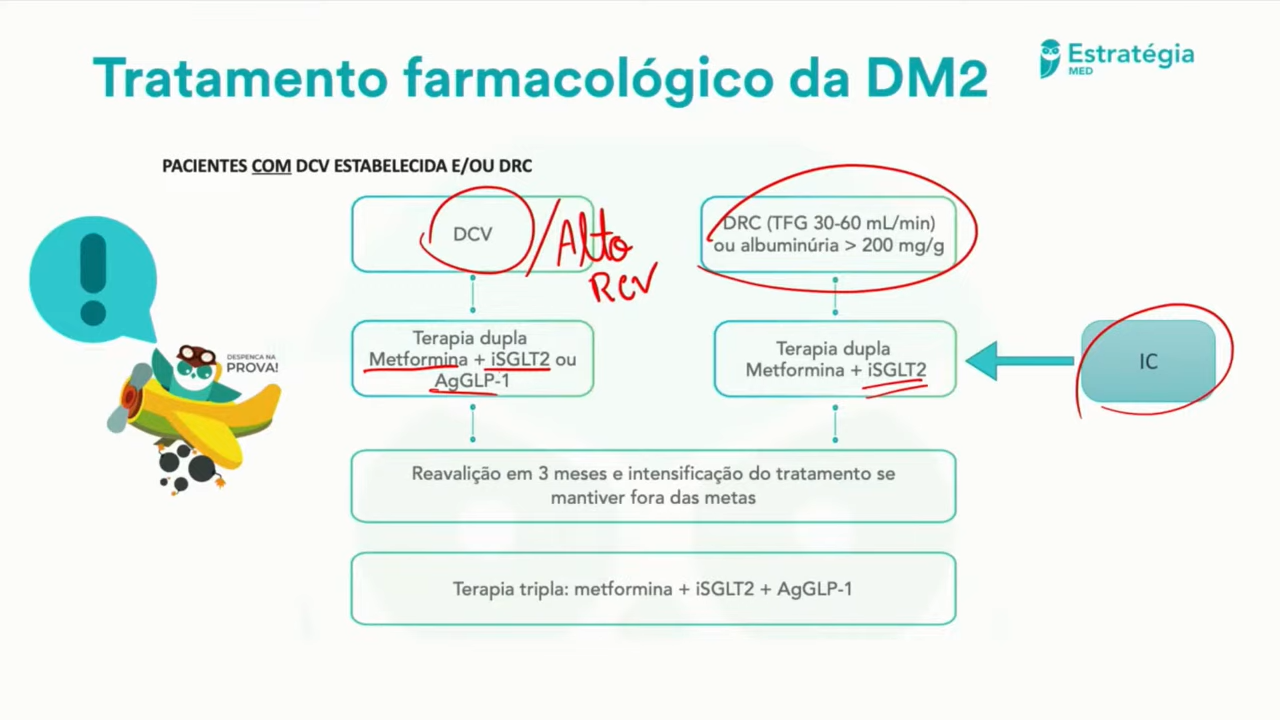 Tratamento farmacológico da DM2
Estratégia
MED
PACIENTES COM DCV ESTABELECIDA E/OU DRC
DCV
/Alto
RCV
DRC (TFG 30-60 mL/min)
ou albuminúria > 200 mg/g
DESPENCA NA
PROVA!
Terapia dupla
Metformina + iSGLT2 ou
AgGLP-1
Terapia dupla
Metformina + iSGLT2
IC
Reavalição em 3 meses e intensificação do tratamento se
mantiver fora das metas
Terapia tripla: metformina + iSGLT2 + AgGLP-1